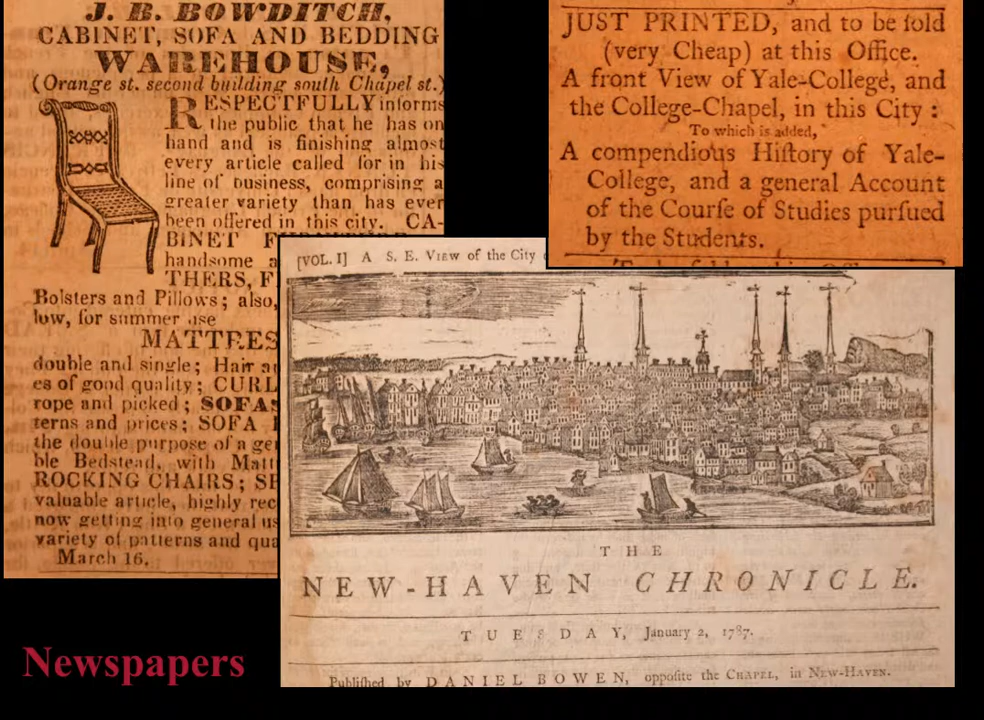 J. B. BOWDITCH,
CABINET, SOFA AND BEDDING
WAREHOUSE,
(Orange st. second building south Chapel st.)
RESPECTFULLY informs
the public that he has on
hand and is finishing almost
every article called for in his
line of business, comprising a
greater variety than has ever
been offered in this city. CA-
BINET
handsome a
THERS, F
Bolsters and Pillows; also,
low, for summer use
MATTRES
double and single; Hair
es of good quality; CURL
rope and picked; SOFAS
terns and prices; SOFA
the double purpose of a ge
ble Bedstead, with Matt
ROCKING CHAIRS;
valuable article, highly rec
now getting into general us
variety of patterns and qua
March 16.
JUST PRINTED, and to be ſold
(very Cheap) at this Office.
A front View of Yale-College, and
the College-Chapel, in this City :
To which is added,
A compendious Hiſtory of Yale-
College, and a general Account
of the Courſe of Studies purſued
by the Students.
[VOL. I] A S. E. VIEW of the City
THE
NEW-HAVEN CHRONICLE.
TUESDAY, January 2, 1787.
Publiſhed by DANIEL BOWEN, oppoſite the CHAPEL, in NEW-HAVEN.
Newspapers